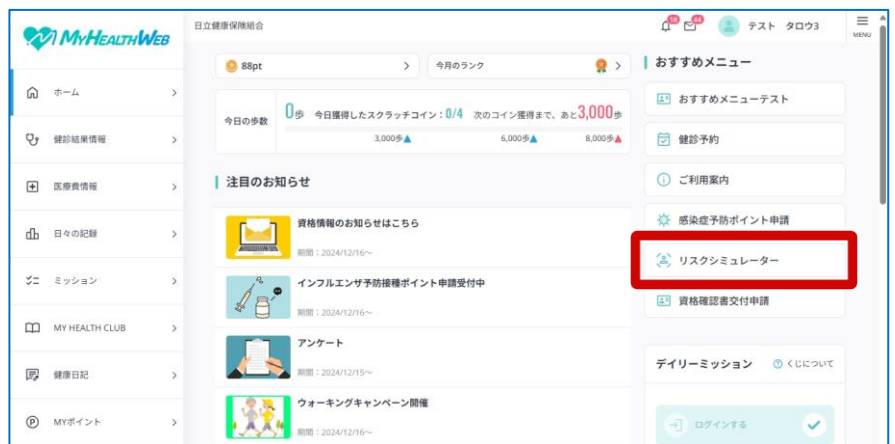 MY HEALTH WEB
日立健康保険組合
58
44
テスト タロウ3
MENU
ホーム
健診結果情報
医療費情報
日々の記録
ミッション
MY HEALTH CLUB
健康日記
MYポイント
88pt
今月のランク
今日の歩数
0歩 今日獲得したスクラッチコイン：0/4 次のコイン獲得まで、あと3,000歩
3,000歩▲ 6,000歩▲ 8,000歩▲
注目のお知らせ
資格情報のお知らせはこちら
期間：2024/12/16～
インフルエンザ予防接種ポイント申請受付中
期間：2024/12/16～
アンケート
期間：2024/12/15～
ウォーキングキャンペーン開催
期間：2024/12/16～
おすすめメニュー
おすすめメニューテスト
健診予約
ご利用案内
感染症予防ポイント申請
リスクシミュレーター
資格確認書交付申請
デイリーミッション くじについて
ログインする